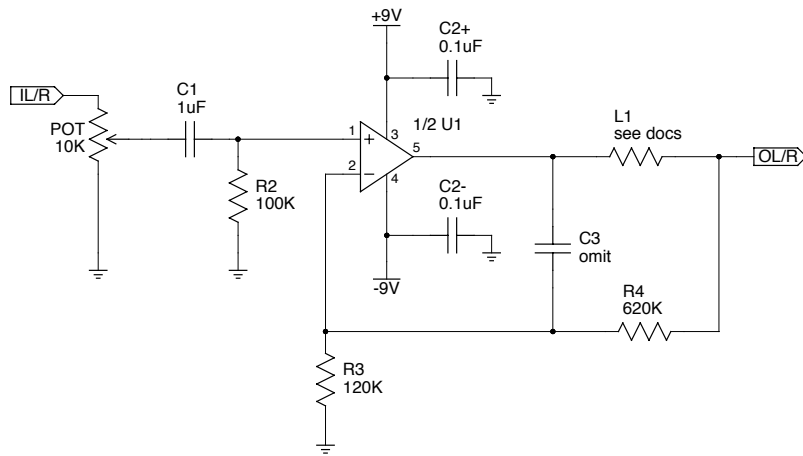 +9V
C2+
0.1uF
IL/R
C1
1uF
POT
10K
R2
100K
1
2
3
4
5
1/2 U1
+
−
C2-
0.1uF
-9V
L1
see docs
OL/R
C3
omit
R4
620K
R3
120K